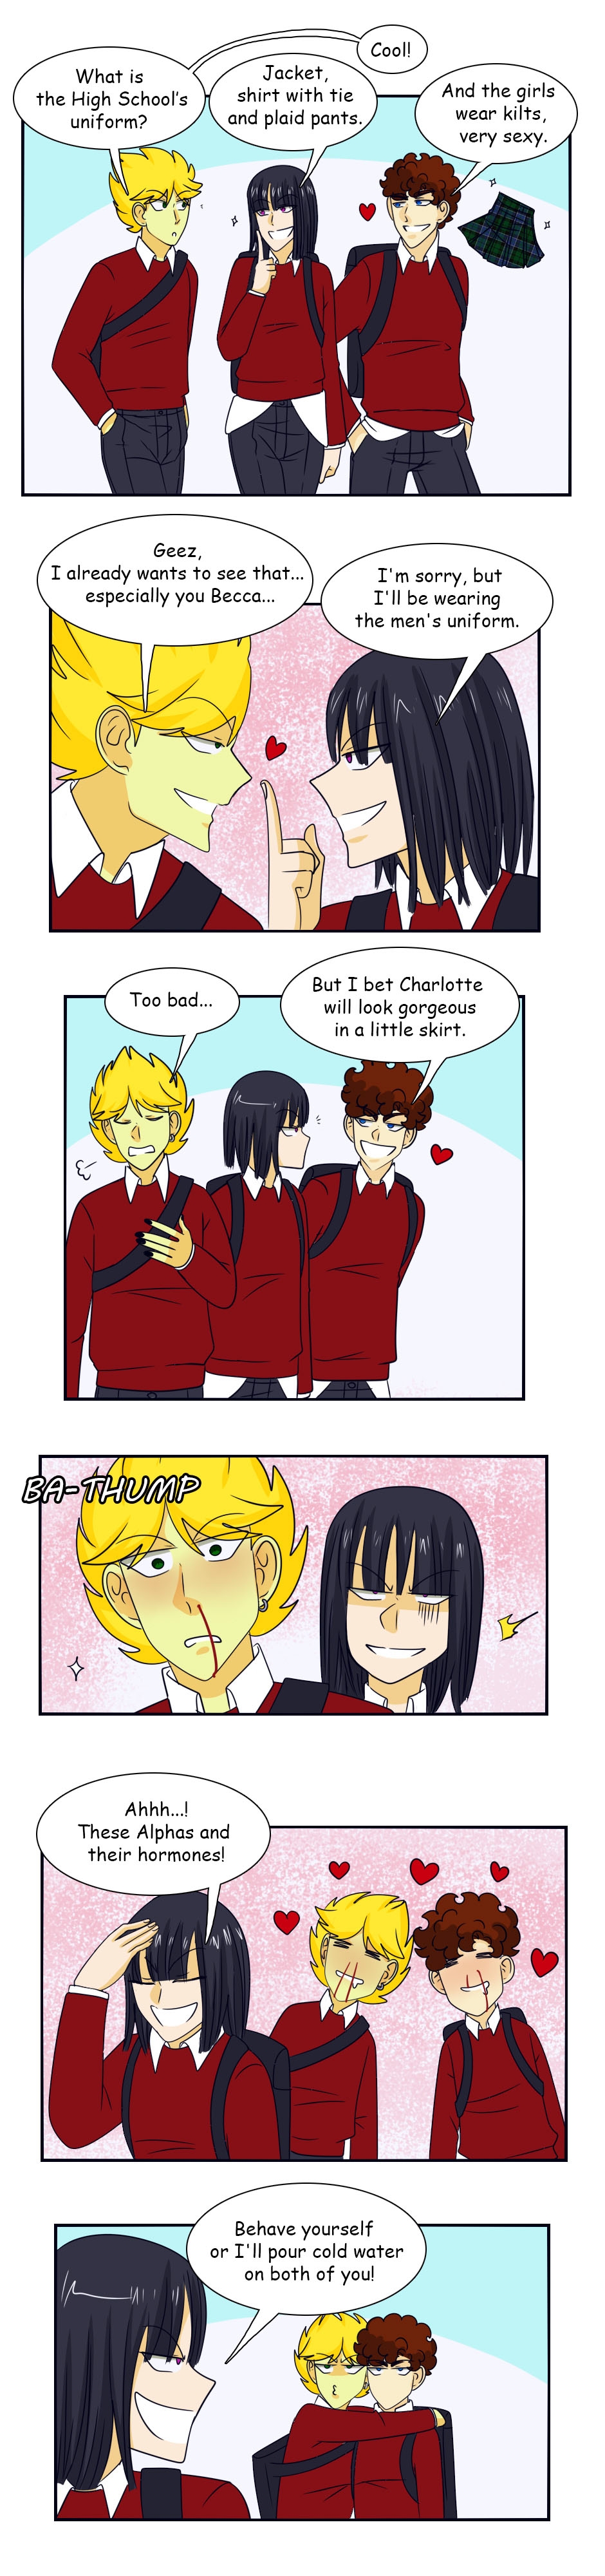 What is
the High School's
uniform?
Cool!
Jacket,
shirt with tie
and plaid pants.
And the girls
wear kilts,
very sexy.
Geez,
I already wants to see that...
especially you Becca...
I'm sorry, but
I'll be wearing
the men's uniform.
Too bad...
But I bet Charlotte
will look gorgeous
in a little skirt.
BA-THUMP
Ahhh...!
These Alphas and
their hormones!
Behave yourself
or I'll pour cold water
on both of you!